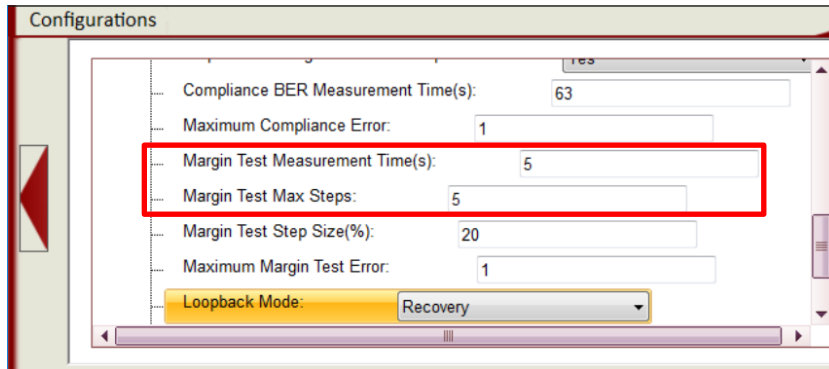 Configurations
Yes
Compliance BER Measurement Time(s): 63
Maximum Compliance Error: 1
Margin Test Measurement Time(s): 5
Margin Test Max Steps: 5
Margin Test Step Size(%): 20
Maximum Margin Test Error: 1
Loopback Mode: Recovery